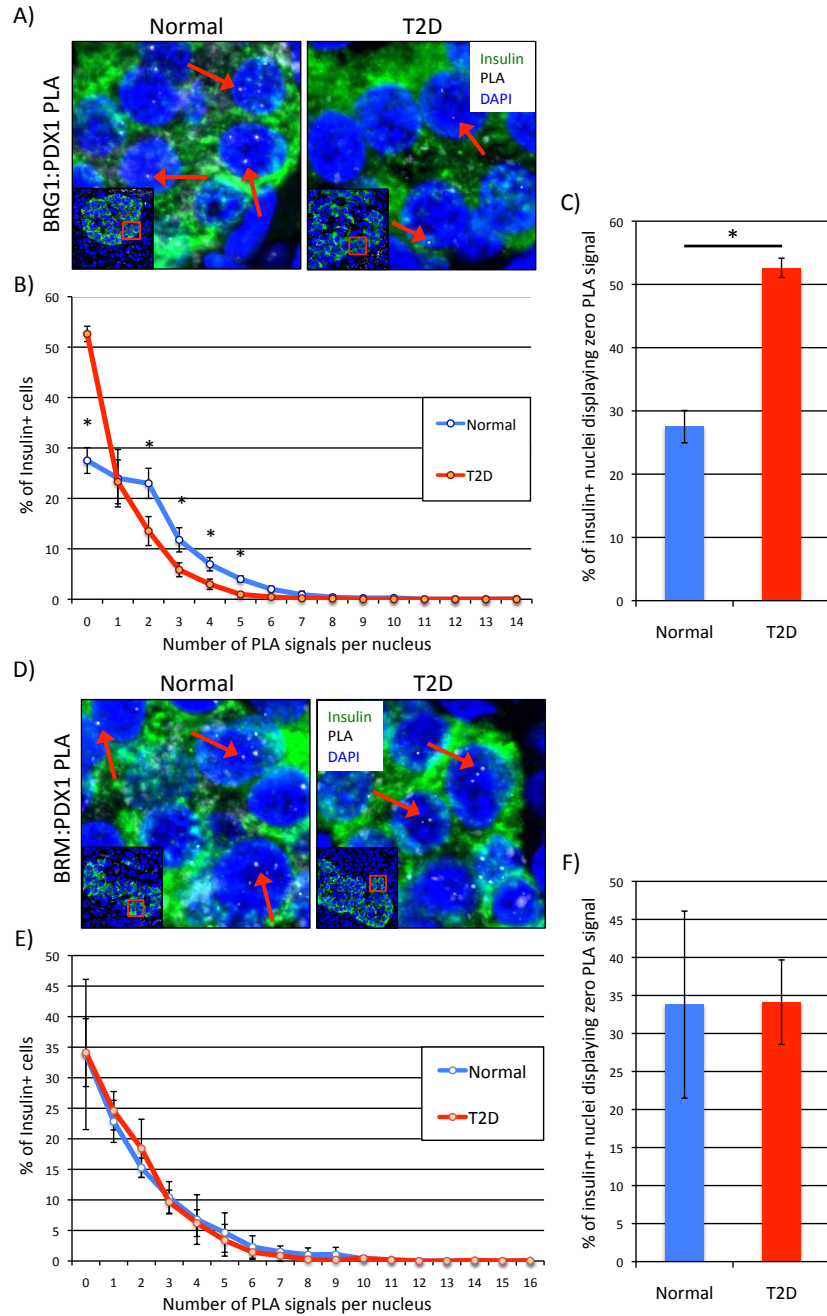 A)
Normal
T2D
BRG1:PDX1 PLA
Insulin
PLA
DAPI
B)
60
50
40
30
20
10
0
% of Insulin+ cells
*
*
*
*
*
Normal
T2D
0 1 2 3 4 5 6 7 8 9 10 11 12 13 14
Number of PLA signals per nucleus
C)
60
50
40
30
20
10
0
% of insulin+ nuclei displaying zero PLA signal
*
Normal T2D
D)
Normal
T2D
BRM:PDX1 PLA
Insulin
PLA
DAPI
E)
50
45
40
35
30
25
20
15
10
5
0
% of Insulin+ cells
Normal
T2D
0 1 2 3 4 5 6 7 8 9 10 11 12 13 14 15 16
Number of PLA signals per nucleus
F)
50
45
40
35
30
25
20
15
10
5
0
% of insulin+ nuclei displaying zero PLA signal
Normal T2D